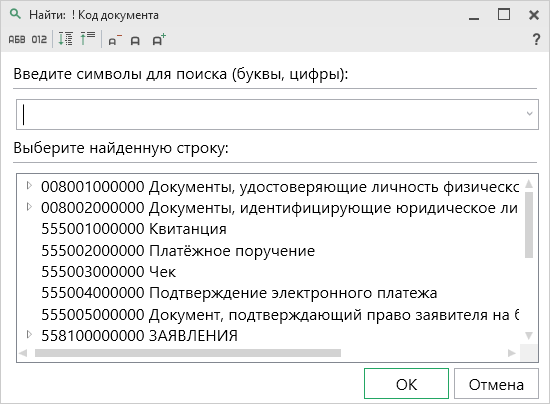 Найти: ! Код документа
АБВ 012 А⁻ А А⁺ ?
Введите символы для поиска (буквы, цифры):
Выберите найденную строку:
008001000000 Документы, удостоверяющие личность физическо
008002000000 Документы, идентифицирующие юридическое ли
555001000000 Квитанция
555002000000 Платёжное поручение
555003000000 Чек
555004000000 Подтверждение электронного платежа
555005000000 Документ, подтверждающий право заявителя на б
558100000000 ЗАЯВЛЕНИЯ
OK Отмена